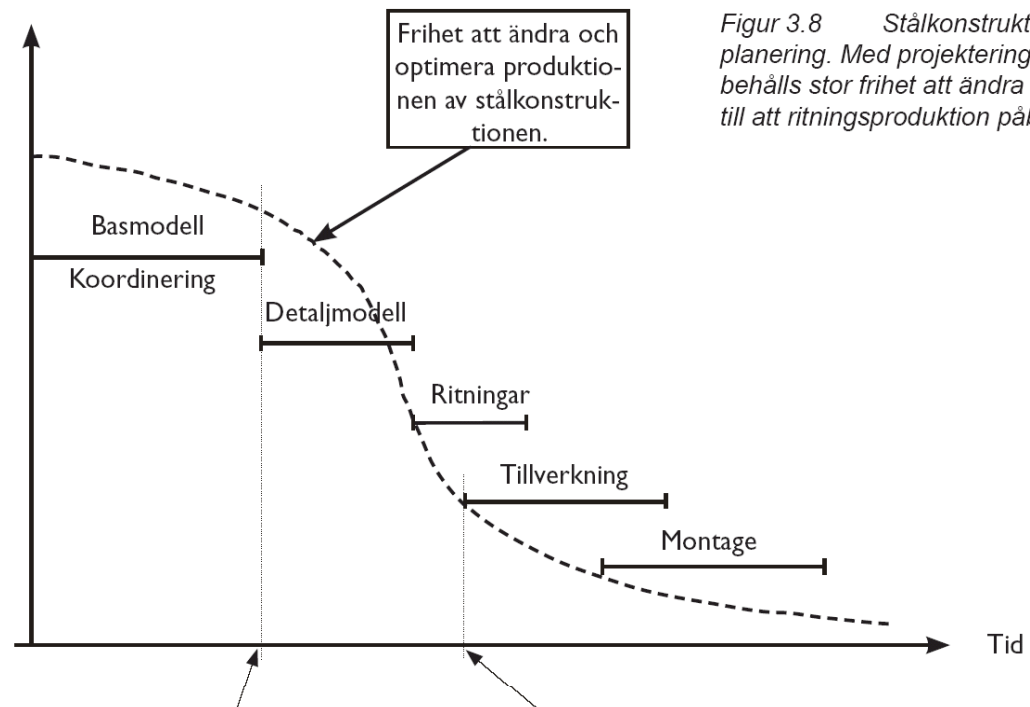 Frihet att ändra och
optimera produktio-
nen av stålkonstruk-
tionen.
Figur 3.8 Stålkonstrukt
planering. Med projektering
behålls stor frihet att ändra
till att ritningsproduktion påb
Basmodell
Koordinering
Detaljmodell
Ritningar
Tillverkning
Montage
Tid